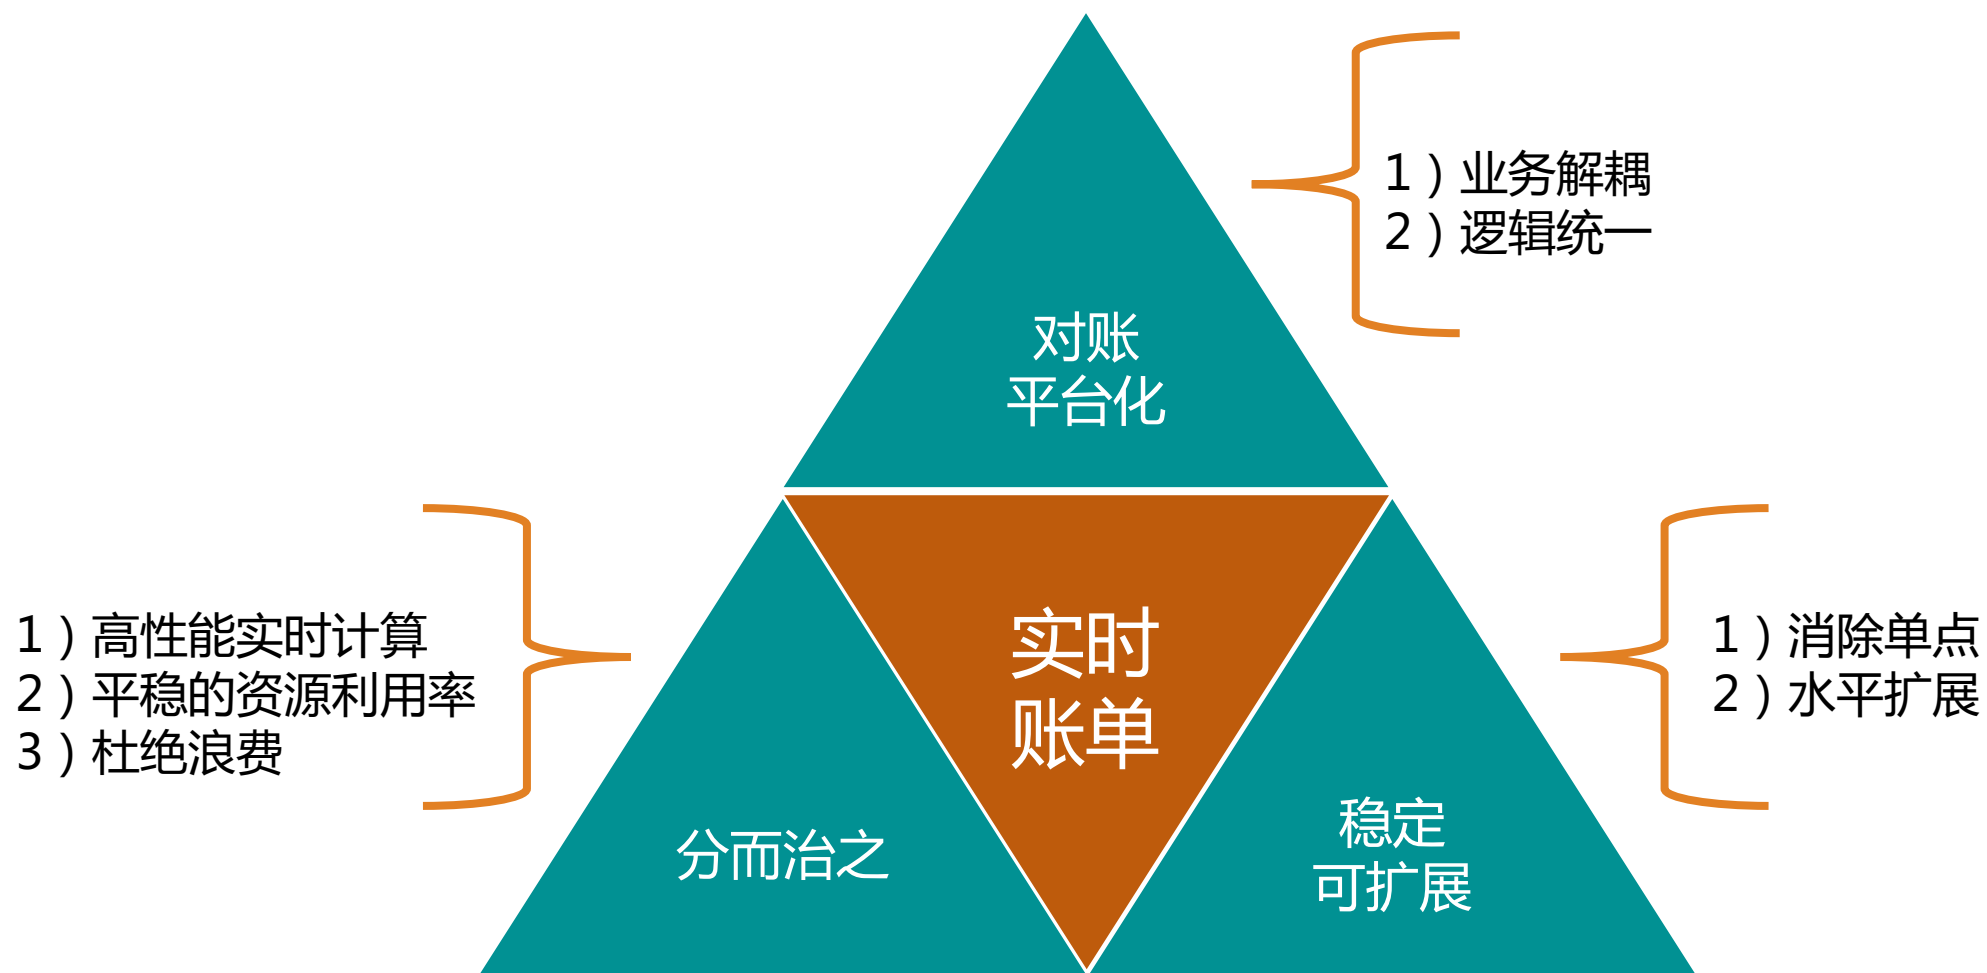 1）业务解耦
2）逻辑统一
对账
平台化
1）高性能实时计算
2）平稳的资源利用率
3）杜绝浪费
实时
账单
1）消除单点
2）水平扩展
分而治之
稳定
可扩展